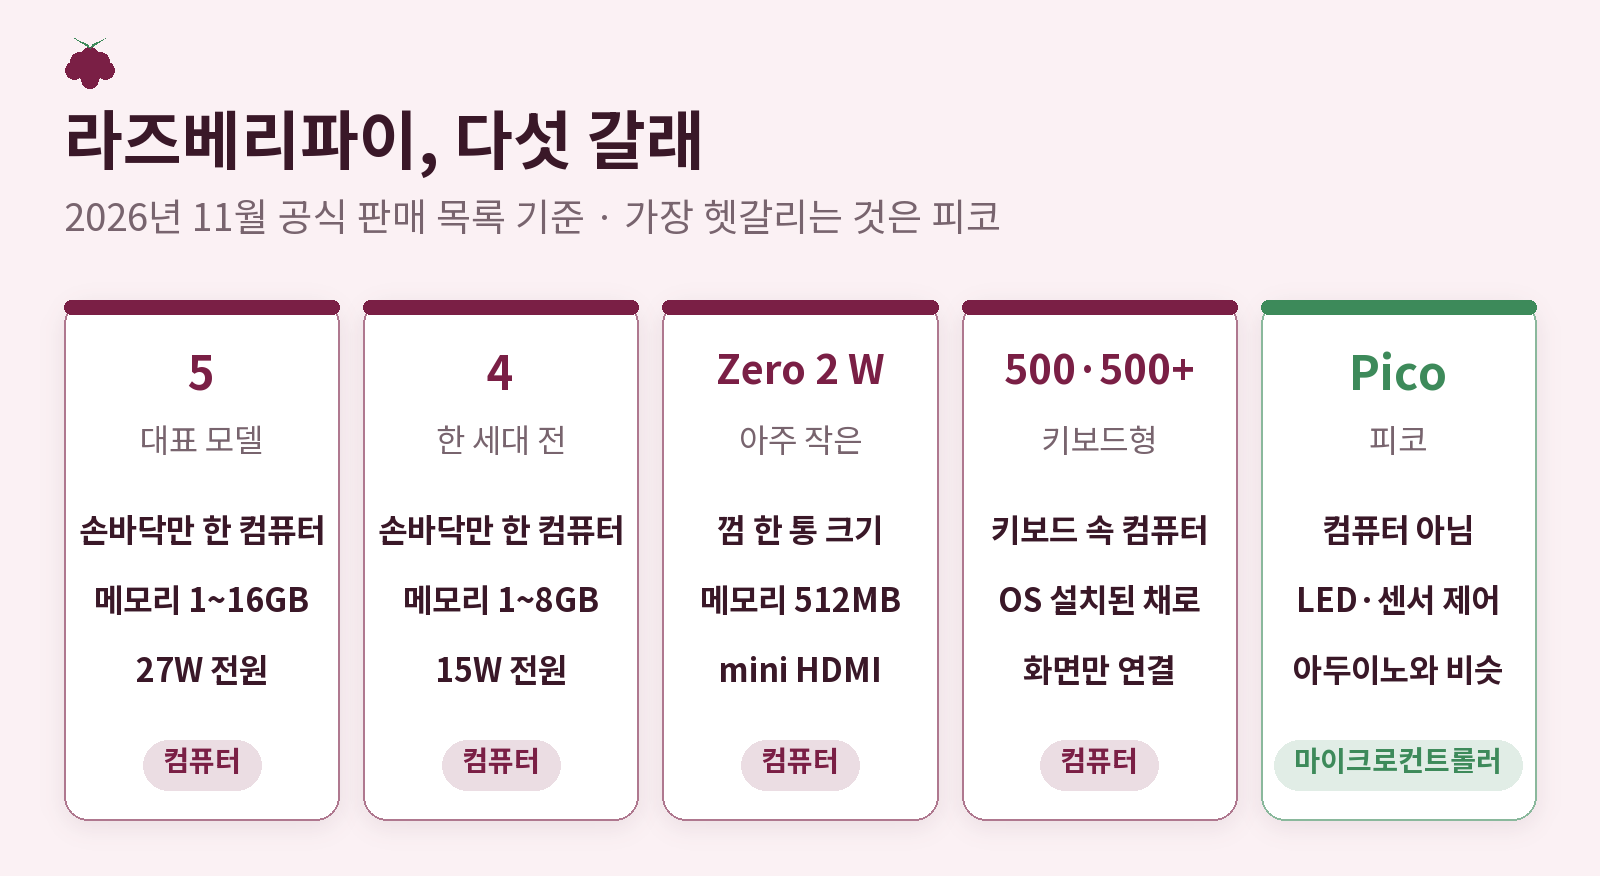 라즈베리파이, 다섯 갈래
2026년 11월 공식 판매 목록 기준 · 가장 헷갈리는 것은 피코
5
대표 모델
손바닥만 한 컴퓨터
메모리 1~16GB
27W 전원
컴퓨터
4
한 세대 전
손바닥만 한 컴퓨터
메모리 1~8GB
15W 전원
컴퓨터
Zero 2 W
아주 작은
껌 한 통 크기
메모리 512MB
mini HDMI
컴퓨터
500·500+
키보드형
키보드 속 컴퓨터
OS 설치된 채로
화면만 연결
컴퓨터
Pico
피코
컴퓨터 아님
LED·센서 제어
아두이노와 비슷
마이크로컨트롤러